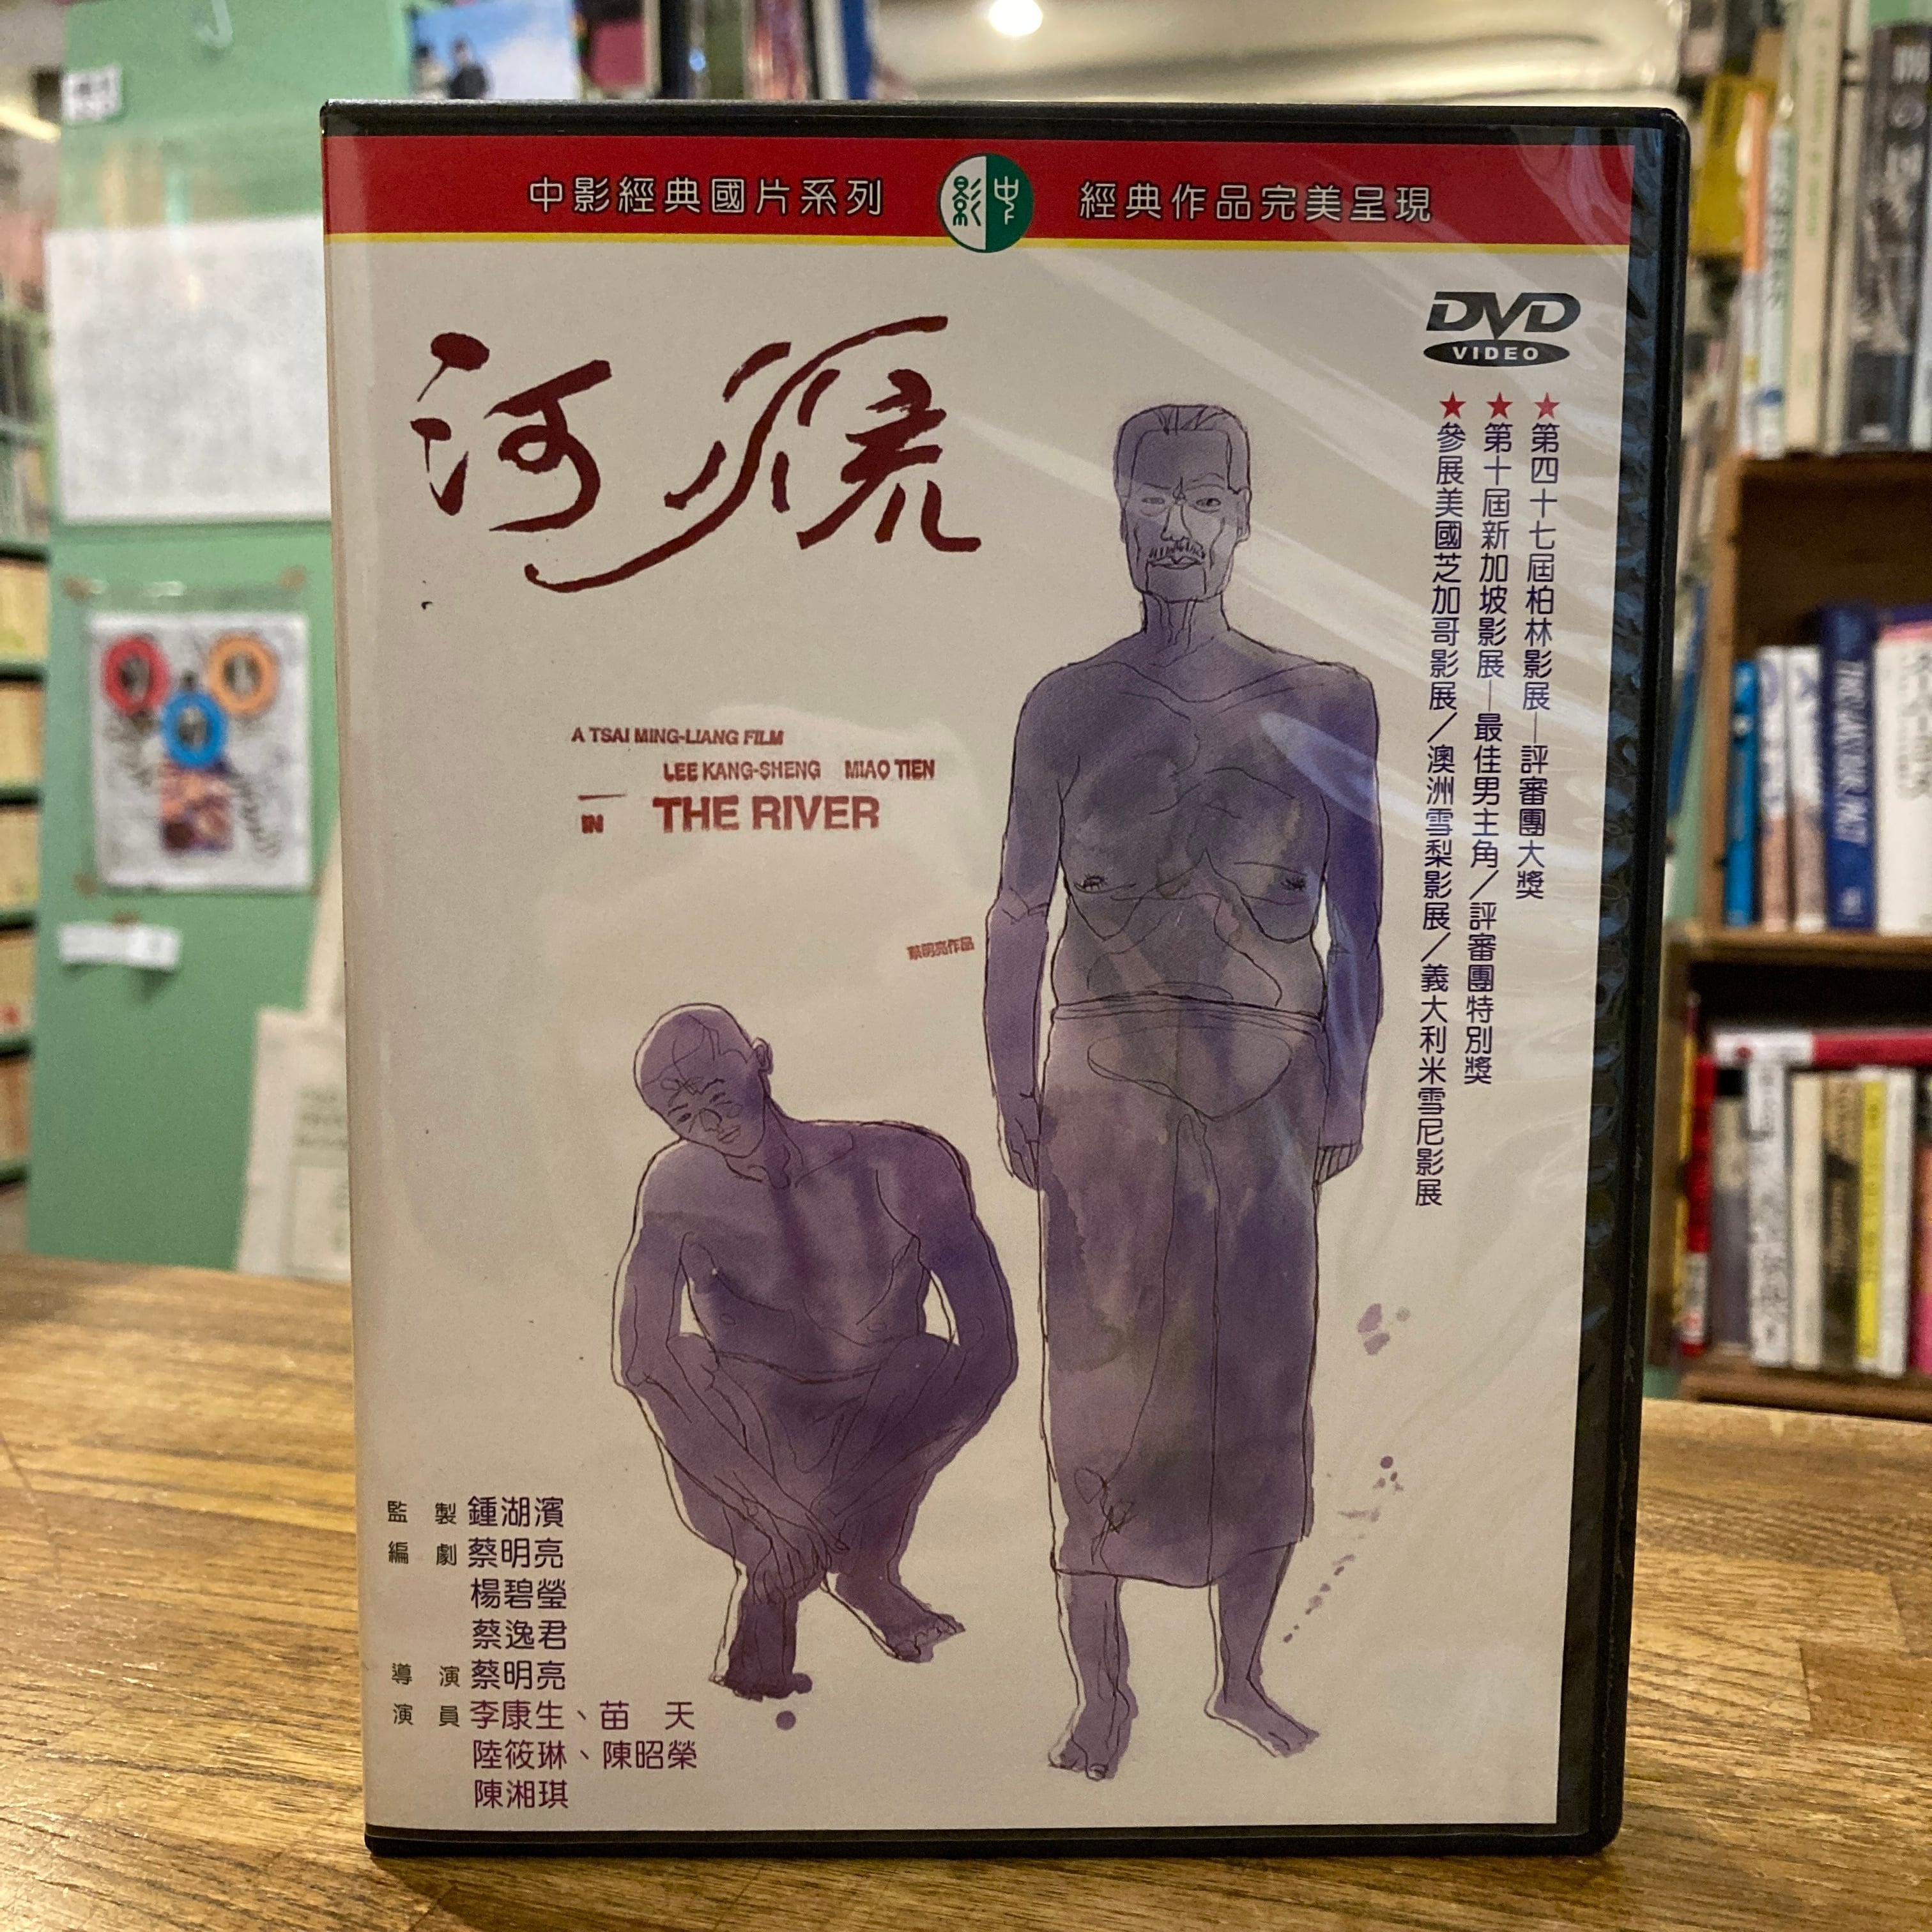 中影經典國片系列
影中
經典作品完美呈現
DVD
VIDEO
河流
★第四十七屆柏林影展─評審團大獎
★第十屆新加坡影展─最佳男主角/評審團特別獎
★參展美國芝加哥影展/澳洲雪梨影展/義大利米雪尼影展
A TSAI MING-LIANG FILM
LEE KANG-SHENG MIAO TIEN
IN THE RIVER
蔡明亮作品
監 製 鍾湖濱
編 劇 蔡明亮
楊碧瑩
蔡逸君
導 演 蔡明亮
演 員 李康生、苗 天
陸筱琳、陳昭榮
陳湘琪